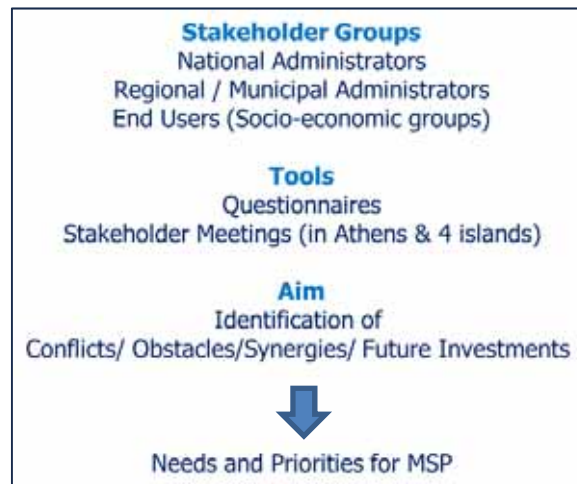 Stakeholder Groups
National Administrators
Regional / Municipal Administrators
End Users (Socio-economic groups)
Tools
Questionnaires
Stakeholder Meetings (in Athens & 4 islands)
Aim
Identification of
Conflicts/ Obstacles/Synergies/ Future Investments
Needs and Priorities for MSP